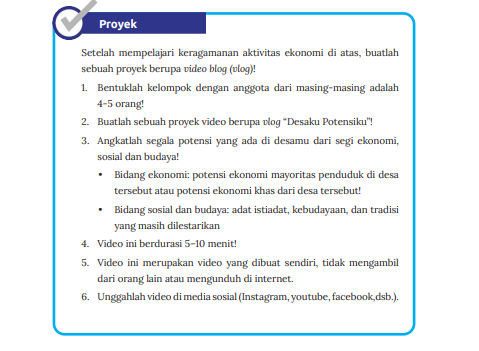 Proyek
Setelah mempelajari keragamanan aktivitas ekonomi di atas, buatlah
sebuah proyek berupa video blog (vlog)!
1. Bentuklah kelompok dengan anggota dari masing-masing adalah
4-5 orang!
2. Buatlah sebuah proyek video berupa vlog “Desaku Potensiku”!
3. Angkatlah segala potensi yang ada di desamu dari segi ekonomi,
sosial dan budaya!
• Bidang ekonomi: potensi ekonomi mayoritas penduduk di desa
tersebut atau potensi ekonomi khas dari desa tersebut!
• Bidang sosial dan budaya: adat istiadat, kebudayaan, dan tradisi
yang masih dilestarikan
4. Video ini berdurasi 5–10 menit!
5. Video ini merupakan video yang dibuat sendiri, tidak mengambil
dari orang lain atau mengunduh di internet.
6. Unggahlah video di media sosial (Instagram, youtube, facebook,dsb.).